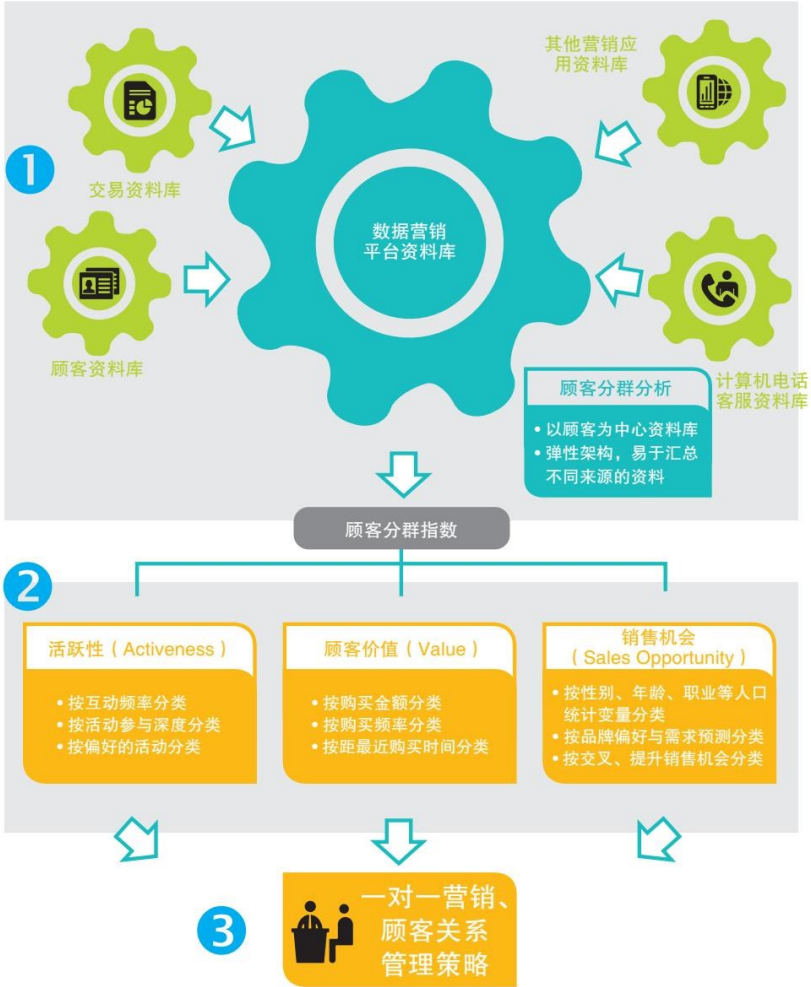 1
交易资料库
顾客资料库
其他营销应
用资料库
计算机电话
客服资料库
数据营销
平台资料库
顾客分群分析
• 以顾客为中心资料库
• 弹性架构，易于汇总
不同来源的资料
顾客分群指数
2
活跃性（Activeness）
• 按互动频率分类
• 按活动参与深度分类
• 按偏好的活动分类
顾客价值（Value）
• 按购买金额分类
• 按购买频率分类
• 按距最近购买时间分类
销售机会
（Sales Opportunity）
• 按性别、年龄、职业等人口
统计变量分类
• 按品牌偏好与需求预测分类
• 按交叉、提升销售机会分类
3
一对一营销、
顾客关系
管理策略